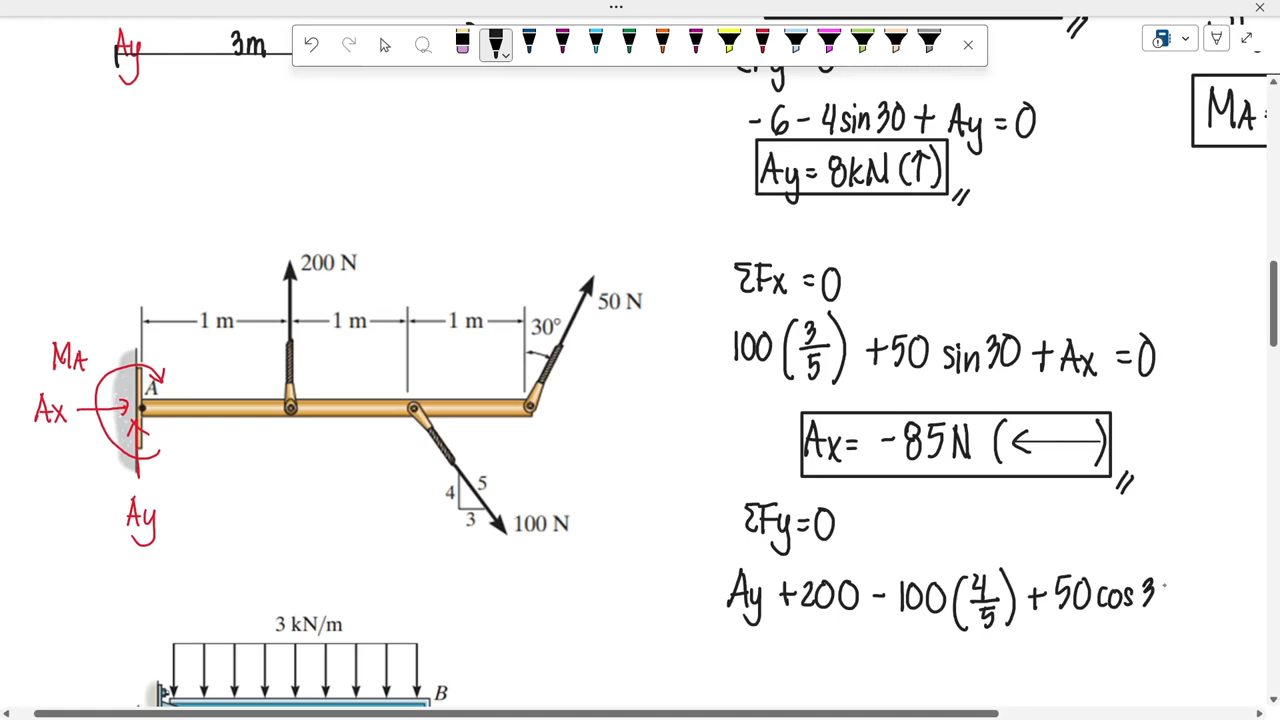 Ay
3m
-6 - 4sin30 + Ay = 0
Ay = 8kN (↑)
MA =
200 N
50 N
1 m
1 m
1 m
30°
MA
A
Ax
Ay
4
5
3
100 N
ΣFx = 0
100 (3/5) + 50 sin30 + Ax = 0
Ax = -85N (←)
ΣFy = 0
Ay + 200 - 100 (4/5) + 50 cos 3
3 kN/m
B